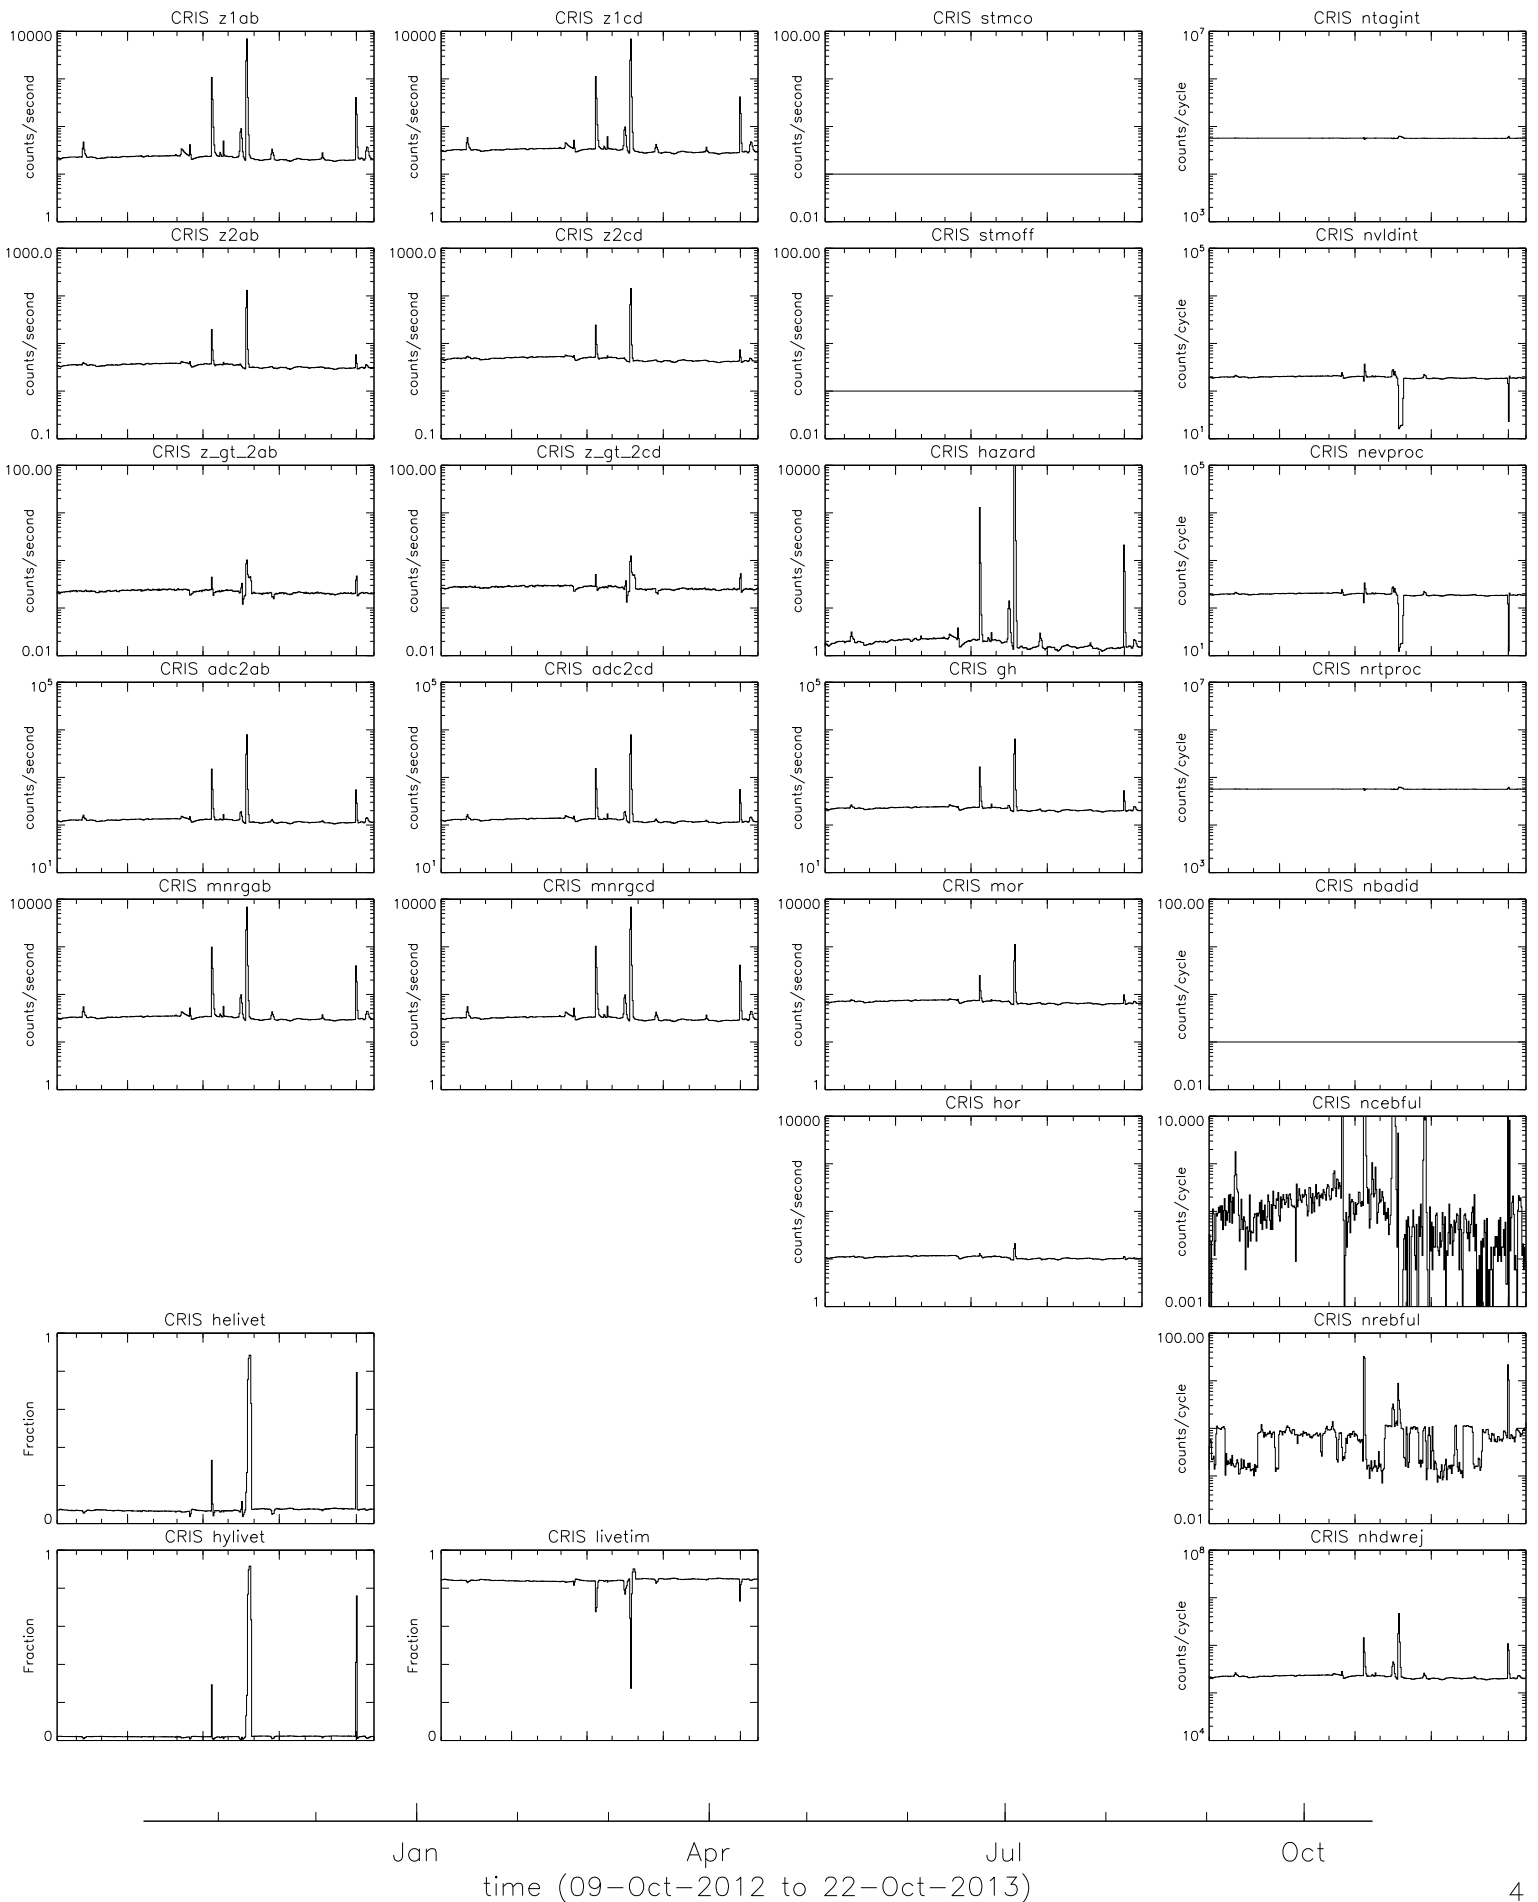 CRIS z1ab
10000
counts/second
1
CRIS z1cd
10000
counts/second
1
CRIS stmco
100.00
counts/second
0.01
CRIS ntagint
10⁷
counts/cycle
10³
CRIS z2ab
1000.0
counts/second
0.1
CRIS z2cd
1000.0
counts/second
0.1
CRIS stmoff
100.00
counts/second
0.01
CRIS nvldint
10⁵
counts/cycle
10¹
CRIS z_gt_2ab
100.00
counts/second
0.01
CRIS z_gt_2cd
100.00
counts/second
0.01
CRIS hazard
10000
counts/second
1
CRIS nevproc
10⁵
counts/cycle
10¹
CRIS adc2ab
10⁵
counts/second
10¹
CRIS adc2cd
10⁵
counts/second
10¹
CRIS gh
10⁵
counts/second
10¹
CRIS nrtproc
10⁷
counts/cycle
10³
CRIS mnrgab
10000
counts/second
1
CRIS mnrgcd
10000
counts/second
1
CRIS mor
10000
counts/second
1
CRIS nbadid
100.00
counts/cycle
0.01
CRIS hor
10000
counts/second
1
CRIS ncebful
10.000
counts/cycle
0.001
CRIS helivet
1
Fraction
0
CRIS nrebful
100.00
counts/cycle
0.01
CRIS hylivet
1
Fraction
0
CRIS livetim
1
Fraction
0
CRIS nhdwrej
10⁸
counts/cycle
10⁴
Jan Apr Jul Oct
time (09-Oct-2012 to 22-Oct-2013)
4